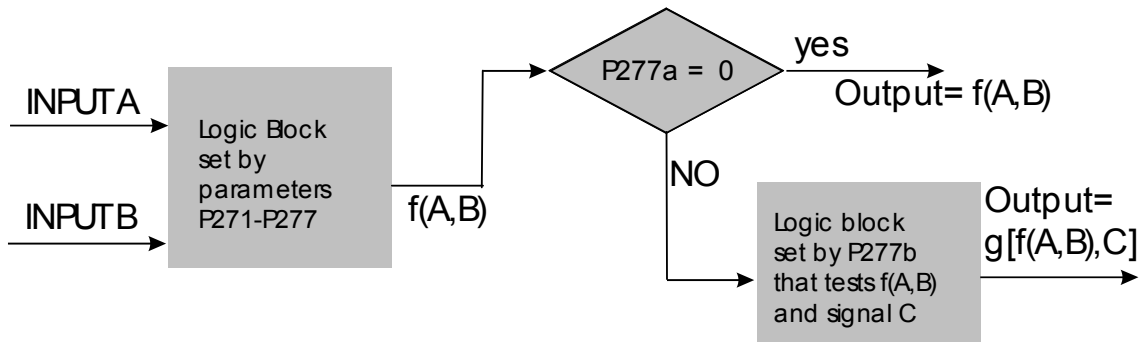 INPUT A
INPUT B
Logic Block
set by
parameters
P271-P277
f(A,B)
P277a = 0
yes
Output= f(A,B)
NO
Logic block
set by P277b
that tests f(A,B)
and signal C
Output=
g[f(A,B),C]